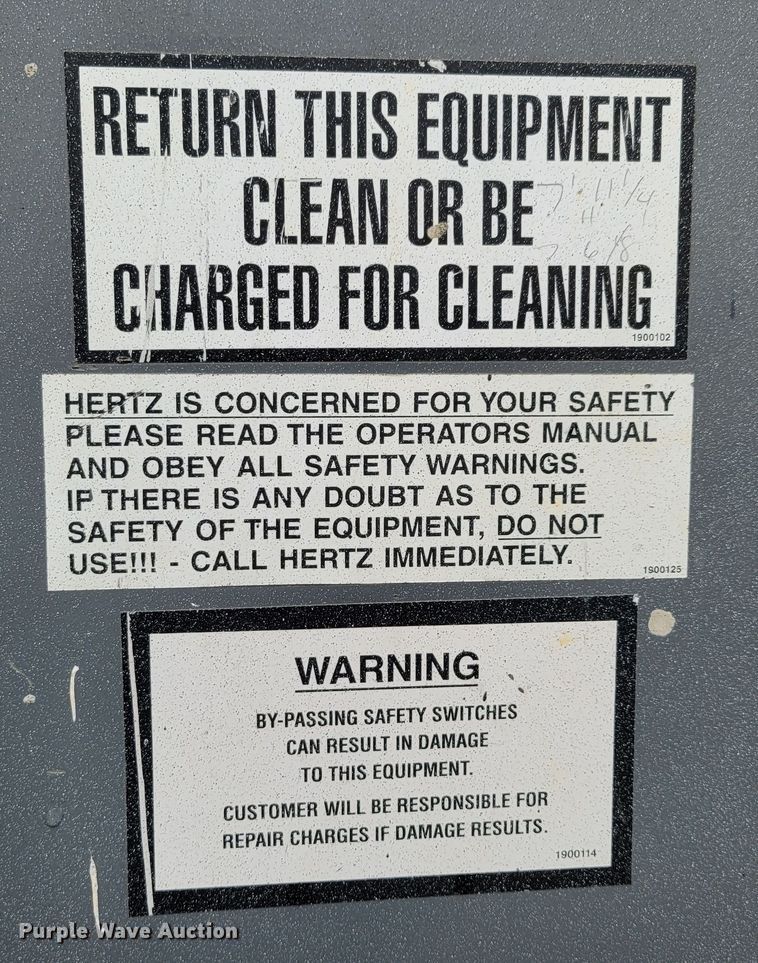 RETURN THIS EQUIPMENT
CLEAN OR BE
CHARGED FOR CLEANING
1900102
HERTZ IS CONCERNED FOR YOUR SAFETY
PLEASE READ THE OPERATORS MANUAL
AND OBEY ALL SAFETY WARNINGS.
IF THERE IS ANY DOUBT AS TO THE
SAFETY OF THE EQUIPMENT, DO NOT
USE!!! - CALL HERTZ IMMEDIATELY.
1900125
WARNING
BY-PASSING SAFETY SWITCHES
CAN RESULT IN DAMAGE
TO THIS EQUIPMENT.
CUSTOMER WILL BE RESPONSIBLE FOR
REPAIR CHARGES IF DAMAGE RESULTS.
1900114
Purple Wave Auction